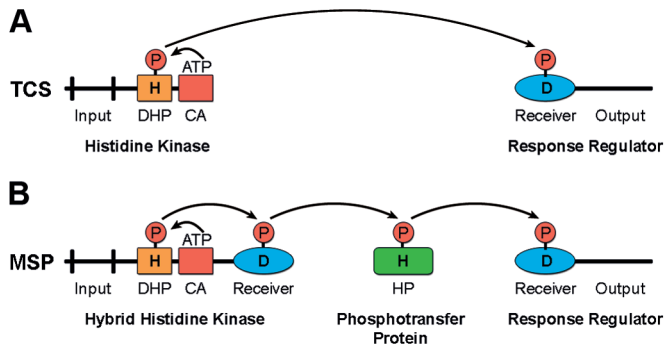 A
P
ATP
P
TCS
H
D
Input
DHP
CA
Receiver
Output
Histidine Kinase
Response Regulator
B
P
ATP
P
P
P
MSP
H
D
H
D
Input
DHP
CA
Receiver
HP
Receiver
Output
Hybrid Histidine Kinase
Phosphotransfer
Protein
Response Regulator